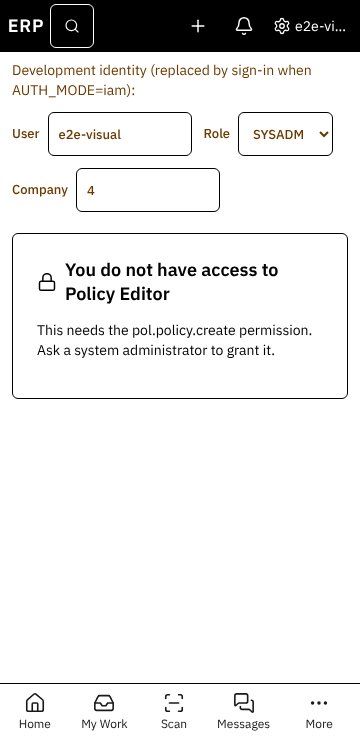 ERP
e2e-vi...
Development identity (replaced by sign-in when
AUTH_MODE=iam):
User e2e-visual Role SYSADM
Company 4
You do not have access to
Policy Editor
This needs the pol.policy.create permission.
Ask a system administrator to grant it.
Home My Work Scan Messages More